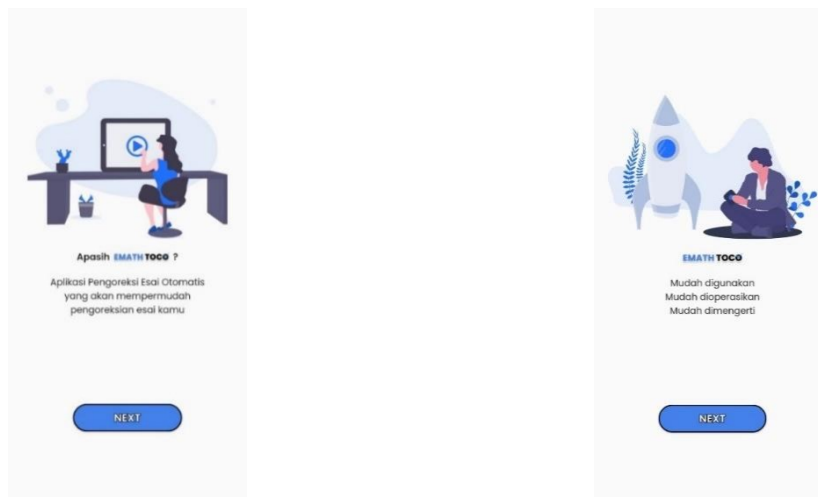 Apasih EMATH TOCO ?
Aplikasi Pengoreksi Esai Otomatis
yang akan mempermudah
pengoreksian esai kamu
NEXT
EMATH TOCO
Mudah digunakan
Mudah dioperasikan
Mudah dimengerti
NEXT